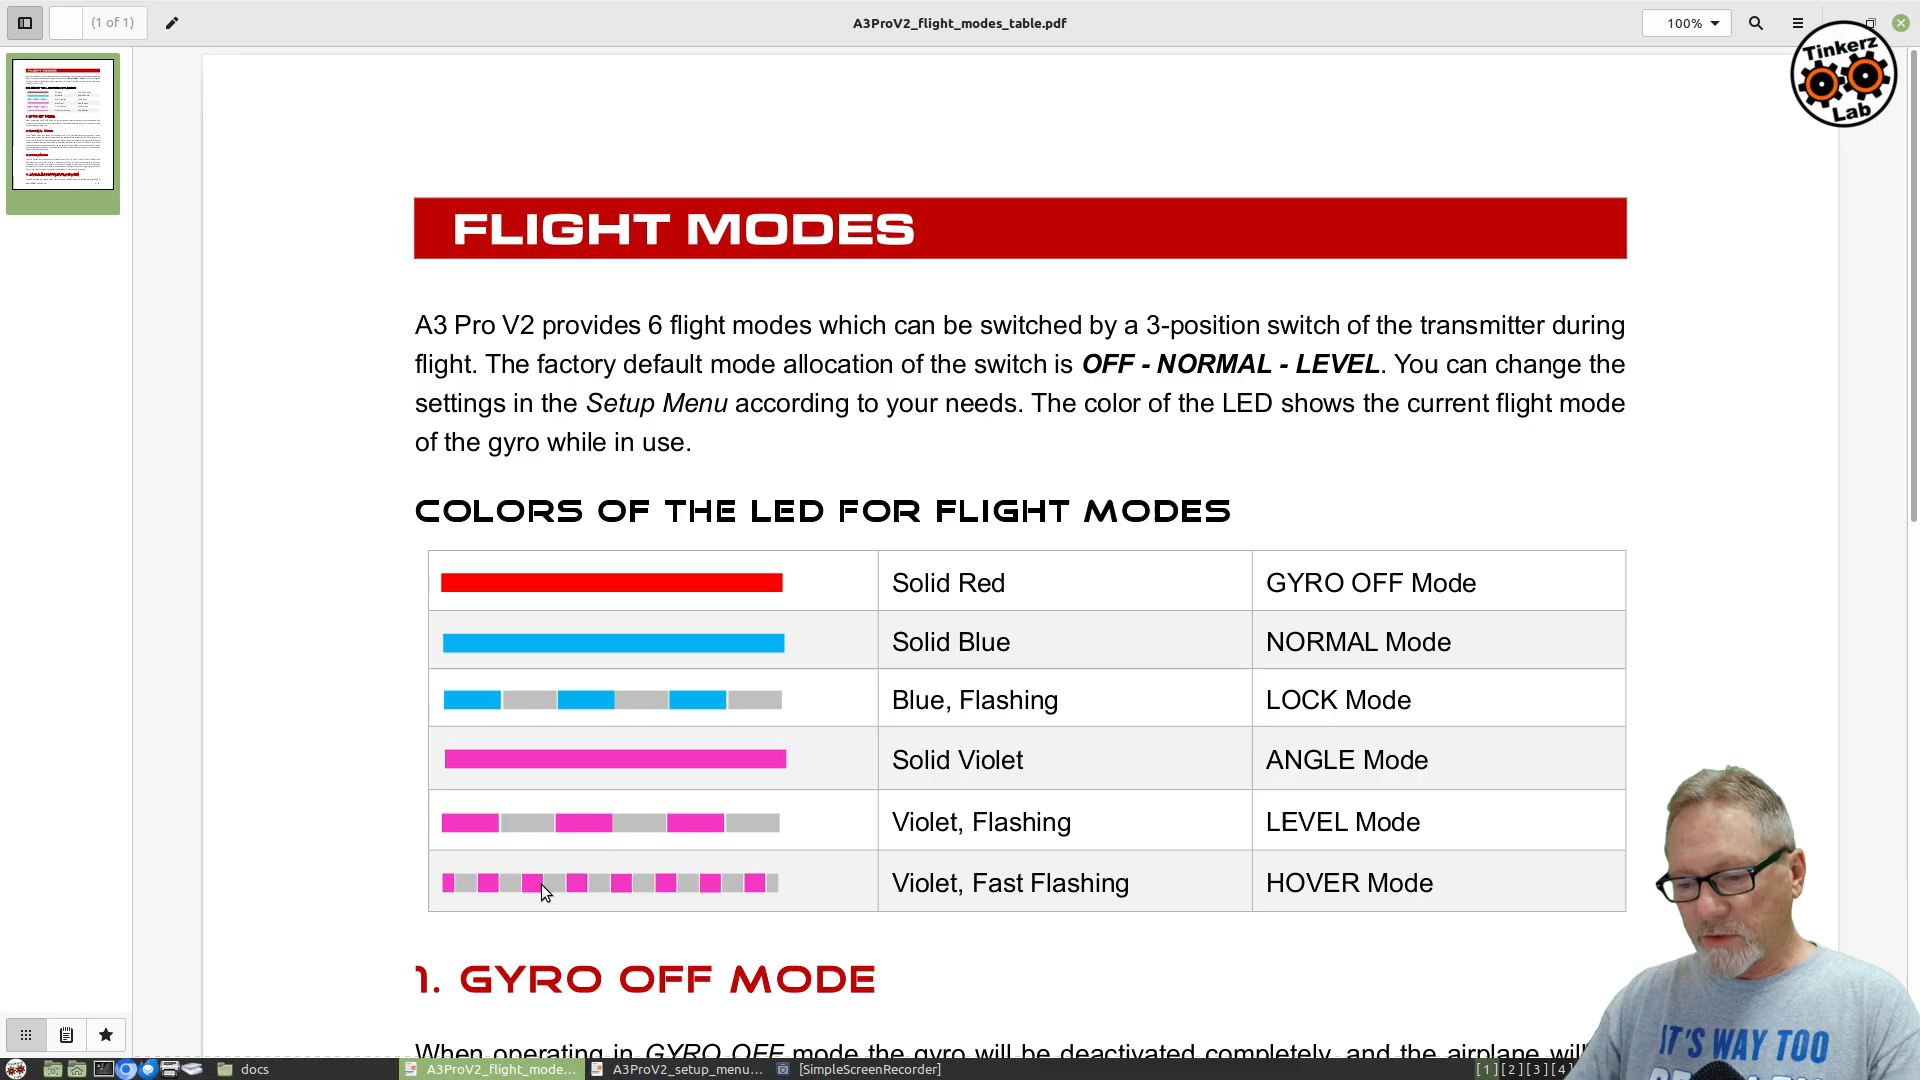 (1 of 1)
A3ProV2_flight_modes_table.pdf
100%
Tinkerz
Lab
FLIGHT MODES
A3 Pro V2 provides 6 flight modes which can be switched by a 3-position switch of the transmitter during
flight. The factory default mode allocation of the switch is OFF - NORMAL - LEVEL. You can change the
settings in the Setup Menu according to your needs. The color of the LED shows the current flight mode
of the gyro while in use.
COLORS OF THE LED FOR FLIGHT MODES
Solid Red GYRO OFF Mode
Solid Blue NORMAL Mode
Blue, Flashing LOCK Mode
Solid Violet ANGLE Mode
Violet, Flashing LEVEL Mode
Violet, Fast Flashing HOVER Mode
1. GYRO OFF MODE
When operating in GYRO OFF mode the gyro will be deactivated completely, and the airplane will
IT'S WAY TOO
docs
A3ProV2_flight_mode...
A3ProV2_setup_menu...
[SimpleScreenRecorder]
[1] [2] [3] [4]